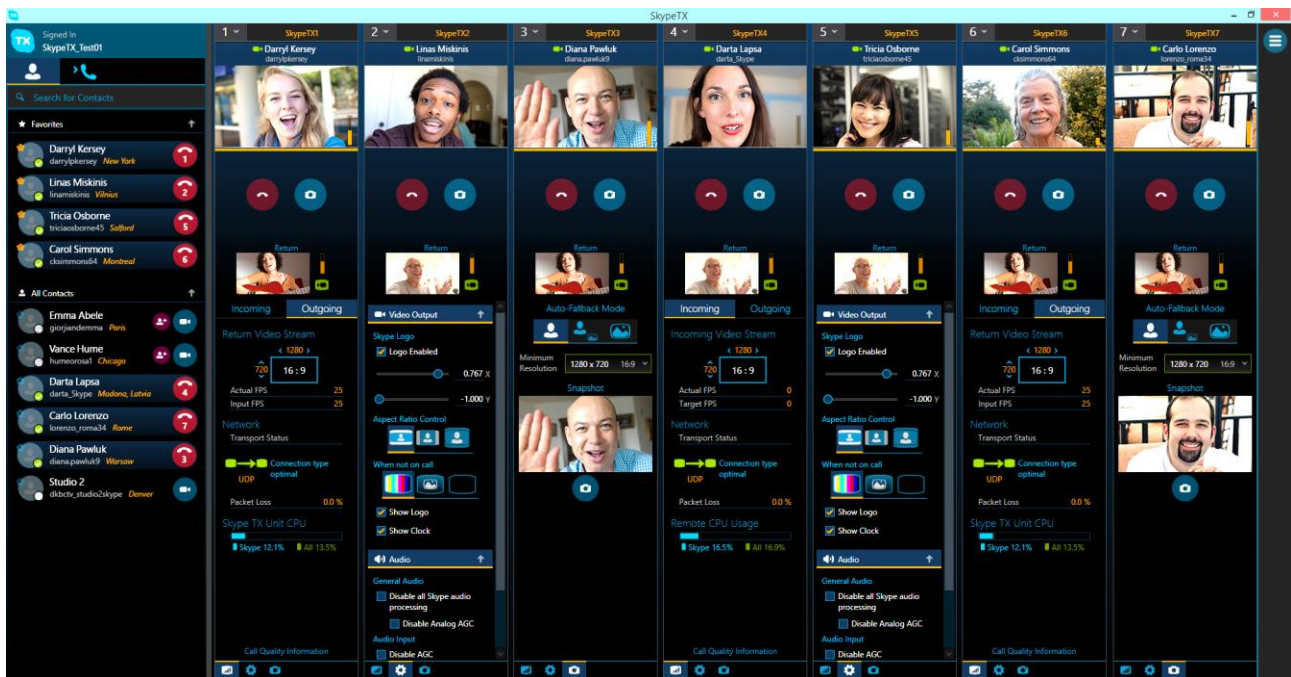 SkypeTX
TX
Signed In
SkypeTX_Test01
Search for Contacts
Favorites
Darryl Kersey
darrylpkersey New York
1
Linas Miskinis
linamiskinis Vilnius
2
Tricia Osborne
triciaosborne45 Salford
5
Carol Simmons
cksimmons64 Montreal
6
All Contacts
Emma Abele
giorjiandemma Paris
Vance Hume
humeorosa1 Chicago
Darta Lapsa
darta_Skype Madona, Latvia
4
Carlo Lorenzo
lorenzo_roma34 Rome
7
Diana Pawluk
diana.pawluk9 Warsaw
3
Studio 2
dkbctv_studio2skype Denver
1 SkypeTX1
Darryl Kersey
darrylpkersey
Return
Incoming Outgoing
Return Video Stream
1280
720 16 : 9
Actual FPS 25
Input FPS 25
Network
Transport Status
UDP
Connection type
optimal
Packet Loss 0.0 %
Skype TX Unit CPU
Skype 12.1% All 13.5%
Call Quality Information
2 SkypeTX2
Linas Miskinis
linamiskinis
Return
Video Output
Skype Logo
Logo Enabled
0.767 X
-1.000 Y
Aspect Ratio Control
When not on call
Show Logo
Show Clock
Audio
General Audio
Disable all Skype audio
processing
Disable Analog AGC
Audio Input
Disable AGC
3 SkypeTX3
Diana Pawluk
diana.pawluk9
Return
Auto-Fallback Mode
Minimum
Resolution
1280 x 720 16:9
Snapshot
4 SkypeTX4
Darta Lapsa
darta_Skype
Return
Incoming Outgoing
Incoming Video Stream
1280
720 16 : 9
Actual FPS 0
Target FPS 0
Network
Transport Status
UDP
Connection type
optimal
Packet Loss 0.0 %
Remote CPU Usage
Skype 16.5% All 16.9%
Call Quality Information
5 SkypeTX5
Tricia Osborne
triciaosborne45
Return
Video Output
Skype Logo
Logo Enabled
0.767 X
-1.000 Y
Aspect Ratio Control
When not on call
Show Logo
Show Clock
Audio
General Audio
Disable all Skype audio
processing
Disable Analog AGC
Audio Input
Disable AGC
6 SkypeTX6
Carol Simmons
cksimmons64
Return
Incoming Outgoing
Return Video Stream
1280
720 16 : 9
Actual FPS 25
Input FPS 25
Network
Transport Status
UDP
Connection type
optimal
Packet Loss 0.0 %
Skype TX Unit CPU
Skype 12.1% All 13.5%
Call Quality Information
7 SkypeTX7
Carlo Lorenzo
lorenzo_roma34
Return
Auto-Fallback Mode
Minimum
Resolution
1280 x 720 16:9
Snapshot